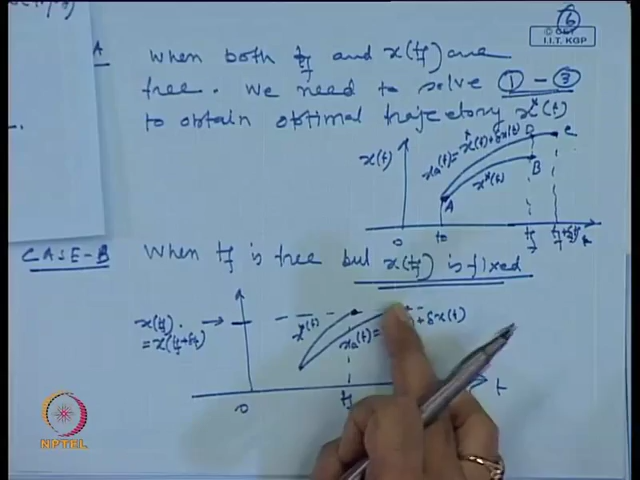 6
© CET
I.I.T. KGP
A
When both tf and x(tf) are
free. We need to solve ① – ③
to obtain optimal trajectory x*(t)
x(t)
xa(t)= x*(t)+δx(t)
D
C
x*(t)
B
A
0
t0
tf
tf+δtf
t
CASE-B
When tf is free but x(tf) is fixed
x(tf)
= x(tf+δtf)
x*(t)
xa(t)=
+δx(t)
0
tf
t
NPTEL